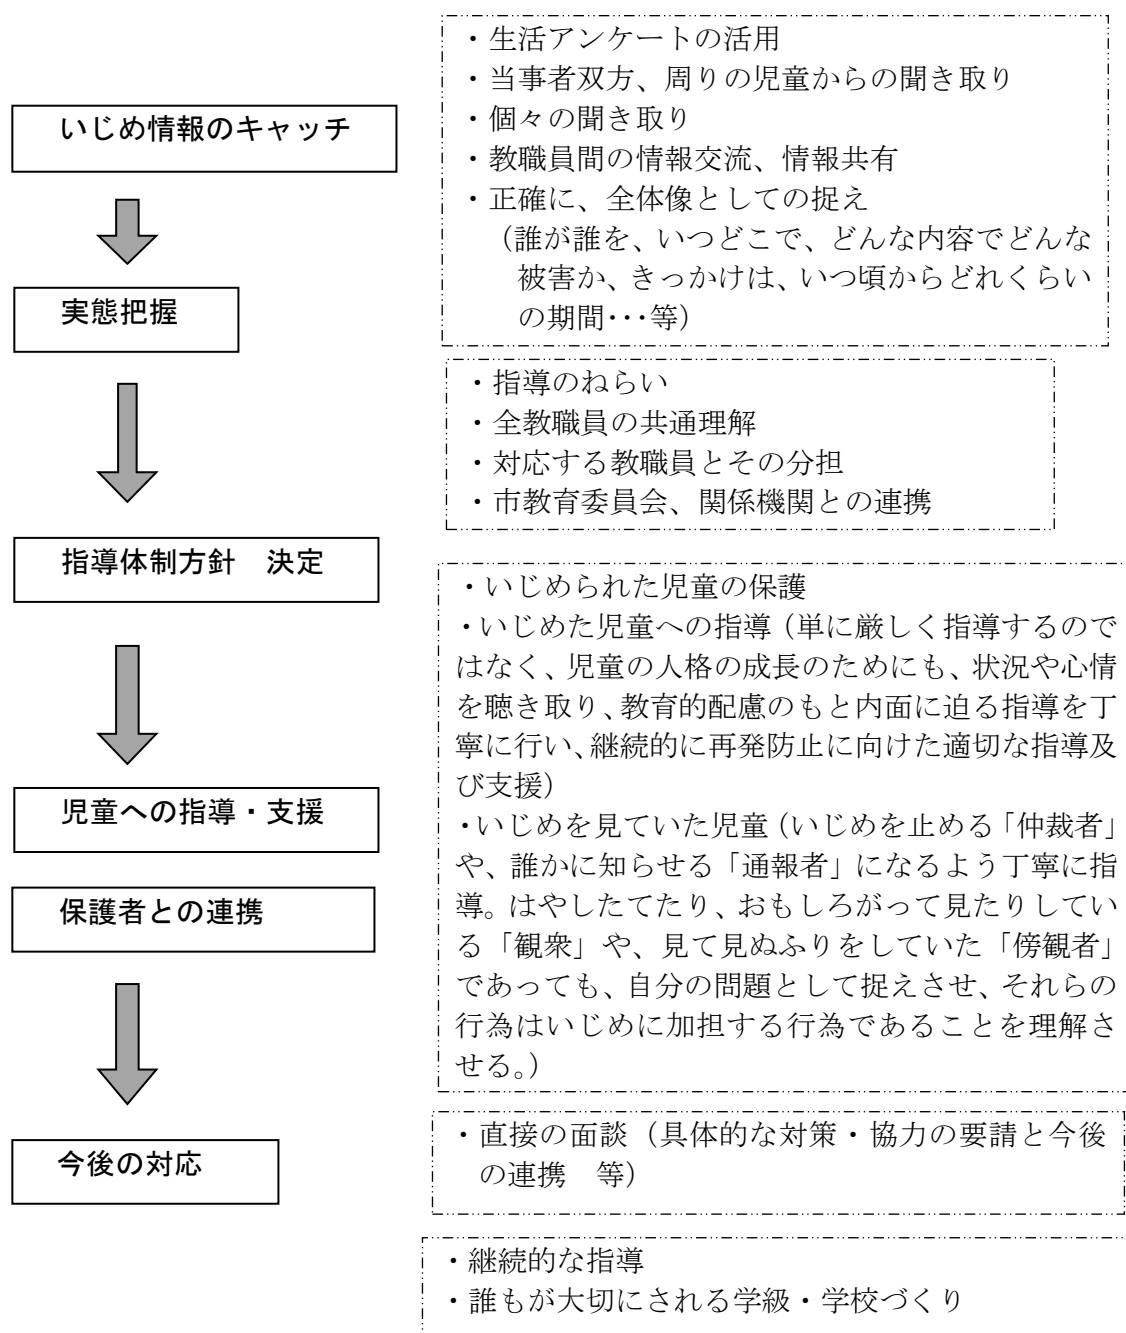 いじめ情報のキャッチ
実態把握
指導体制方針　決定
児童への指導・支援
保護者との連携
今後の対応
・生活アンケートの活用
・当事者双方、周りの児童からの聞き取り
・個々の聞き取り
・教職員間の情報交流、情報共有
・正確に、全体像としての捉え
（誰が誰を、いつどこで、どんな内容でどんな
被害か、きっかけは、いつ頃からどれくらい
の期間･･･等）
・指導のねらい
・全教職員の共通理解
・対応する教職員とその分担
・市教育委員会、関係機関との連携
・いじめられた児童の保護
・いじめた児童への指導（単に厳しく指導するので
はなく、児童の人格の成長のためにも、状況や心情
を聴き取り、教育的配慮のもと内面に迫る指導を丁
寧に行い、継続的に再発防止に向けた適切な指導及
び支援）
・いじめを見ていた児童（いじめを止める「仲裁者」
や、誰かに知らせる「通報者」になるよう丁寧に指
導。はやしたてたり、おもしろがって見たりしてい
る「観衆」や、見て見ぬふりをしていた「傍観者」
であっても、自分の問題として捉えさせ、それらの
行為はいじめに加担する行為であることを理解さ
せる。）
・直接の面談（具体的な対策・協力の要請と今後
の連携　等）
・継続的な指導
・誰もが大切にされる学級・学校づくり